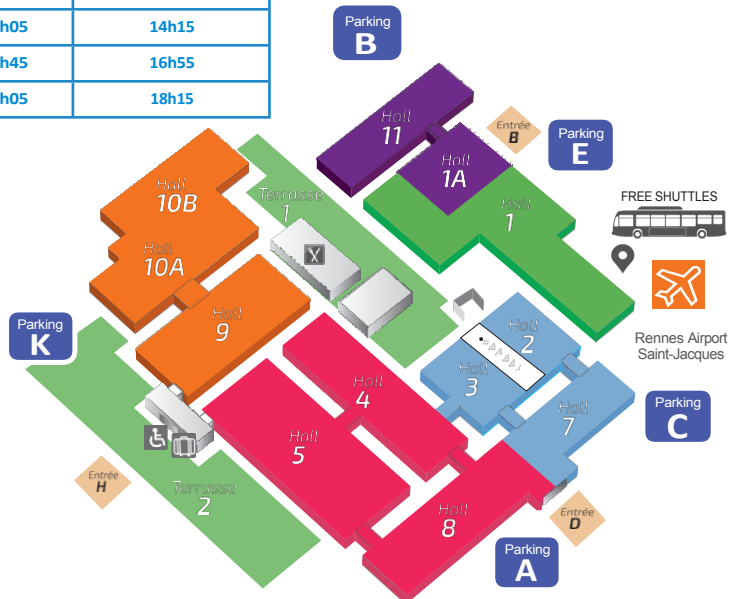 h05 14h15
h45 16h55
h05 18h15
Parking
B
Hall
11
Entrée
B
Parking
E
Hall
1A
Hall
10B
Terrasse
1
Hall
1
FREE SHUTTLES
Hall
10A
Hall
9
Parking
K
Hall
2
Rennes Airport
Saint-Jacques
Hall
3
Hall
4
Parking
C
Hall
7
Hall
5
Entrée
H
Terrasse
2
Hall
8
Entrée
D
Parking
A